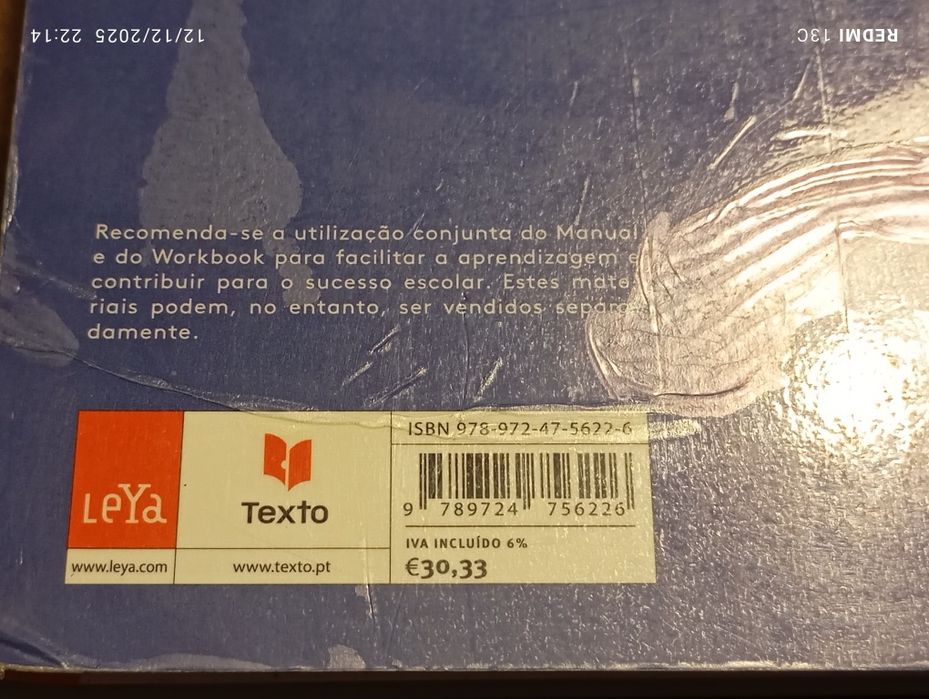 12/12/2025 22:14
REDMI 13C
Recomenda-se a utilização conjunta do Manual
e do Workbook para facilitar a aprendizagem e
contribuir para o sucesso escolar. Estes mate-
riais podem, no entanto, ser vendidos separa-
damente.
ISBN 978-972-47-5622-6
LeYa
Texto
9 789724 756226
IVA INCLUÍDO 6%
€30,33
www.leya.com
www.texto.pt